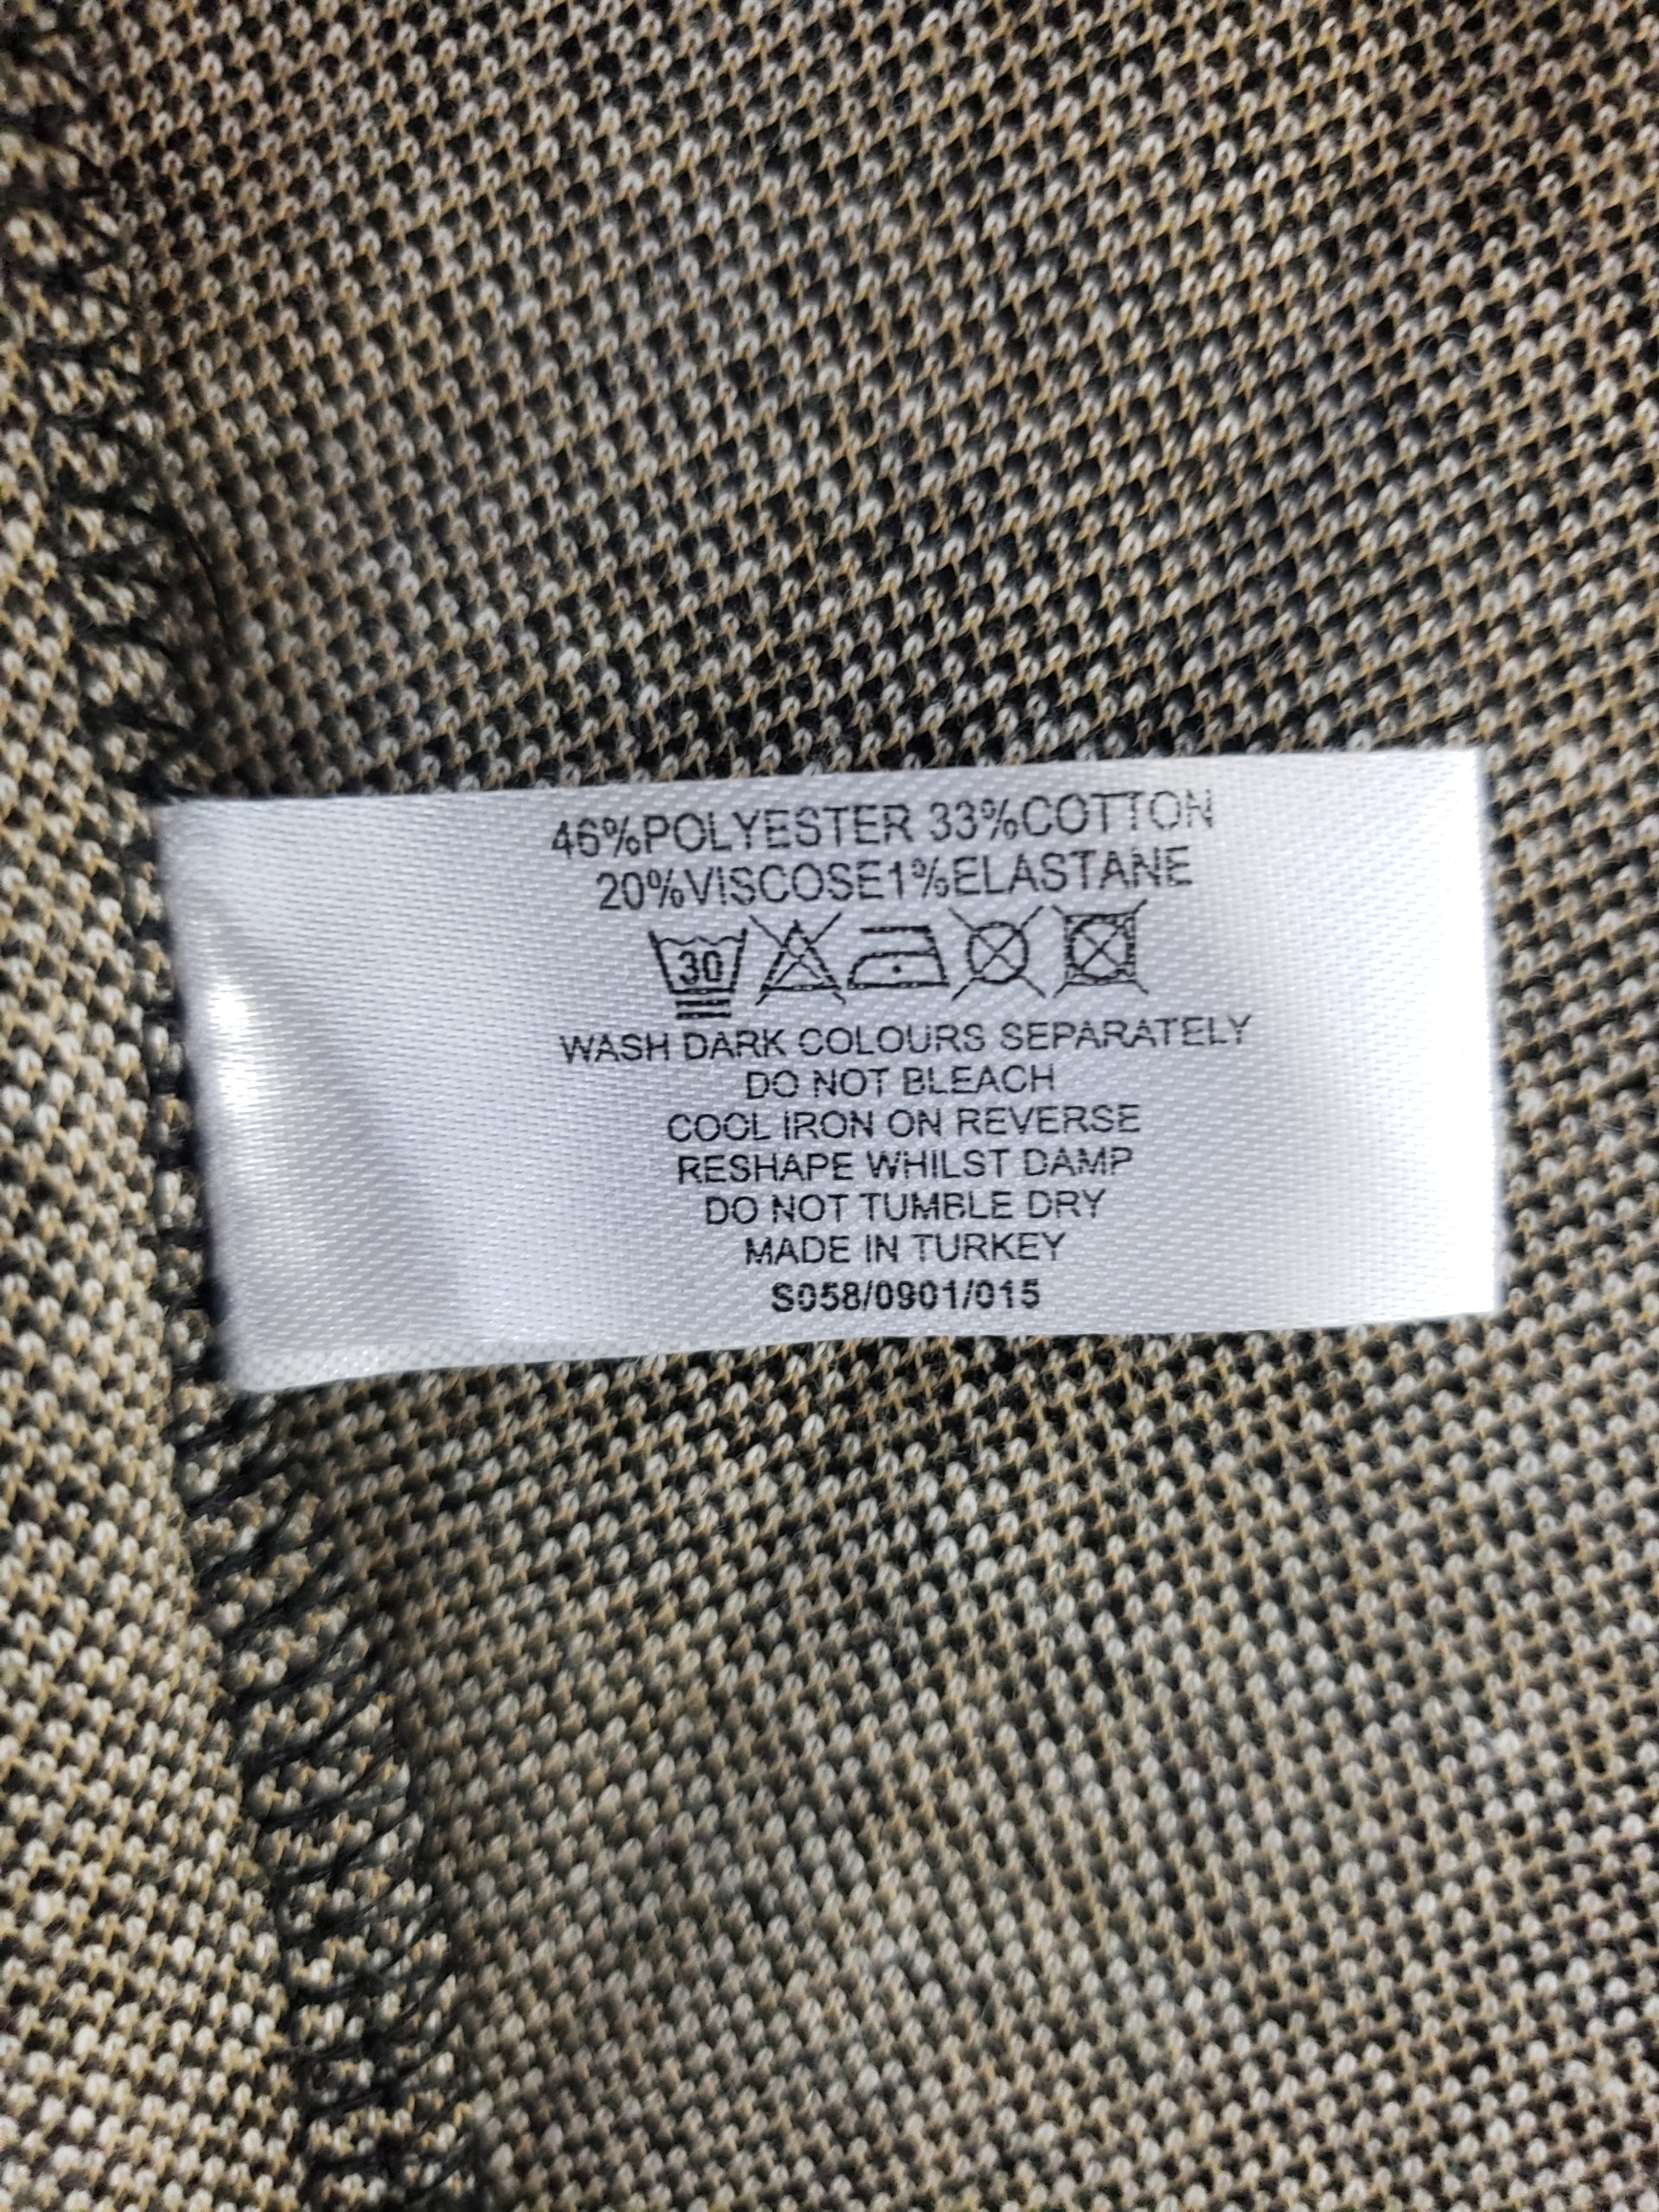 46%POLYESTER 33%COTTON
20%VISCOSE1%ELASTANE
30
WASH DARK COLOURS SEPARATELY
DO NOT BLEACH
COOL IRON ON REVERSE
RESHAPE WHILST DAMP
DO NOT TUMBLE DRY
MADE IN TURKEY
S058/0901/015